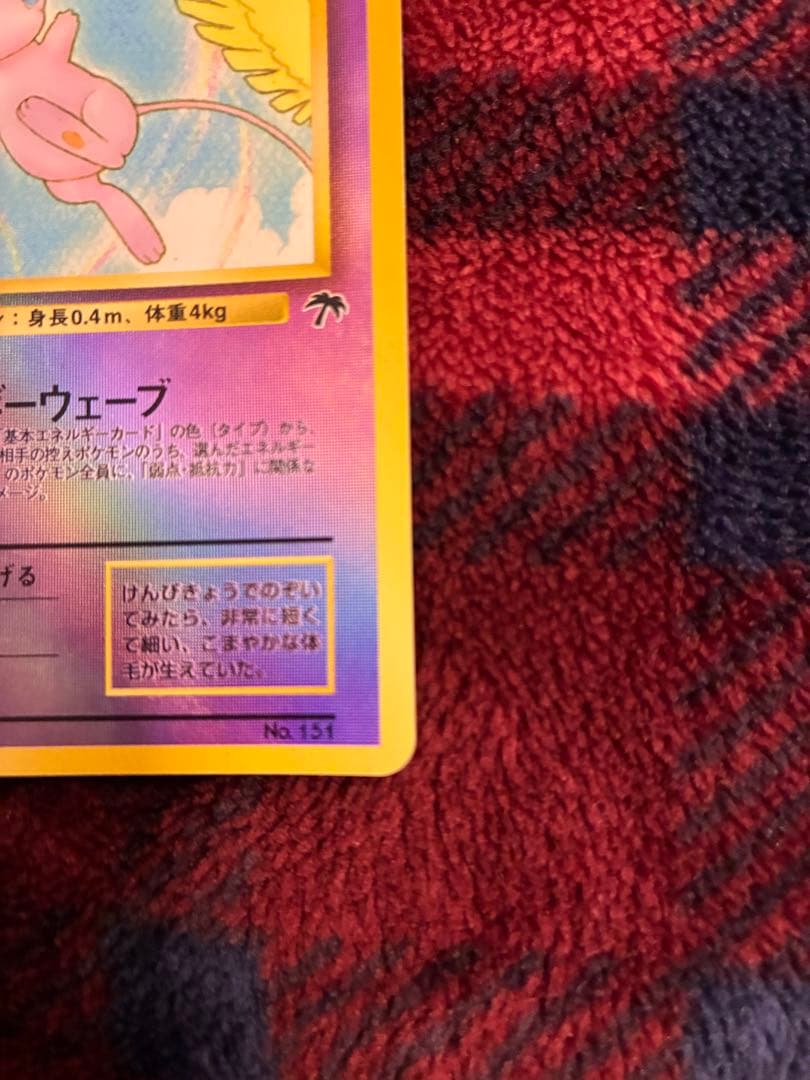 ：身長0.4m、体重4kg
ーウェーブ
「基本エネルギーカード」の色（タイプ）から、
相手の控えポケモンのうち、選んだエネルギー
のポケモン全員に、「弱点・抵抗力」に関係な
メージ。
げる
けんびきょうでのぞい
てみたら、非常に短く
て細い、こまやかな体
毛が生えていた。
No. 151